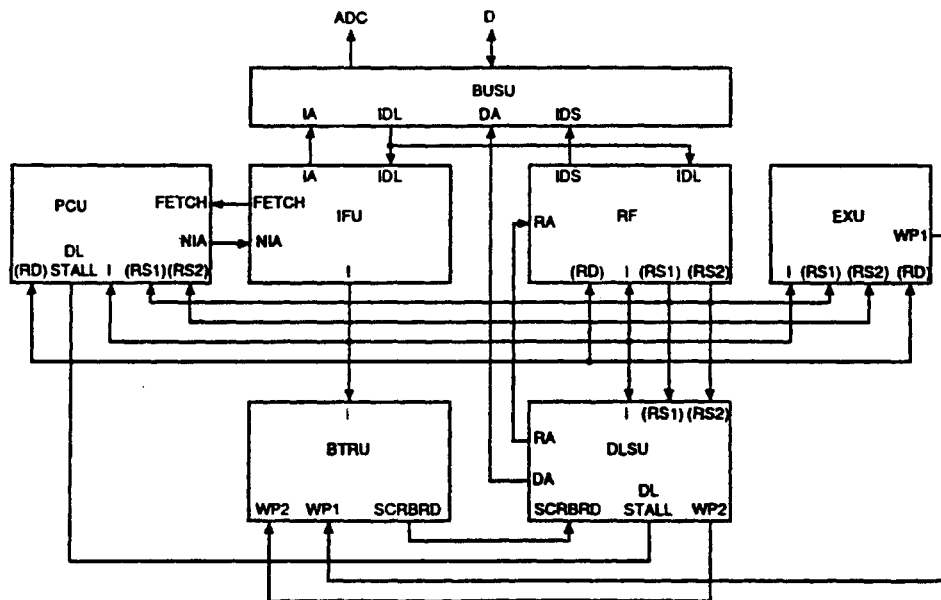 ADC D
BUSU
IA IDL DA IDS
IA IDL
FETCH IFU
NIA
I
PCU FETCH
NIA
DL
(RD) STALL I (RS1) (RS2)
IDS IDL
RA RF
(RD) I (RS1) (RS2)
EXU
WP1
I (RS1) (RS2) (RD)
I
BTRU
WP2 WP1 SCRBRD
I (RS1) (RS2)
RA DLSU
DA
DL
SCRBRD STALL WP2